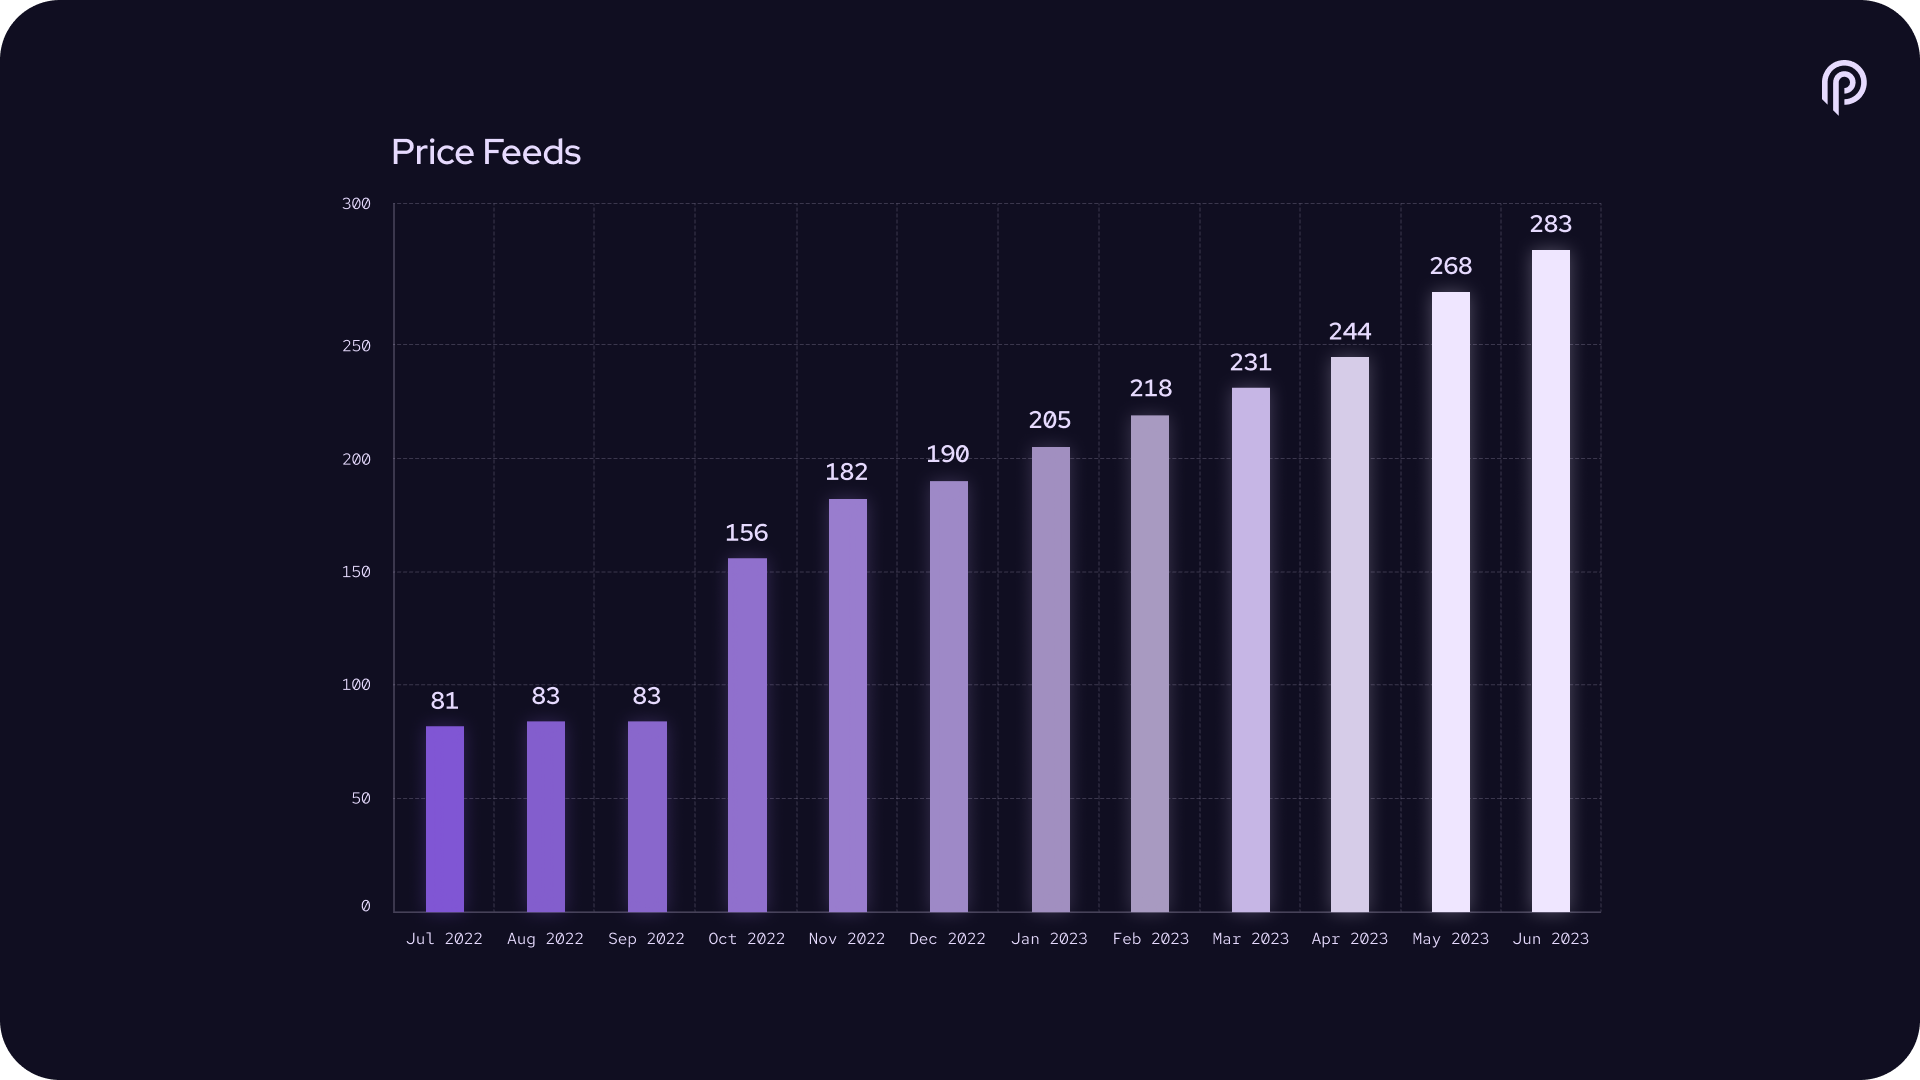 Price Feeds
300
250
200
150
100
50
0
81
83
83
156
182
190
205
218
231
244
268
283
Jul 2022
Aug 2022
Sep 2022
Oct 2022
Nov 2022
Dec 2022
Jan 2023
Feb 2023
Mar 2023
Apr 2023
May 2023
Jun 2023